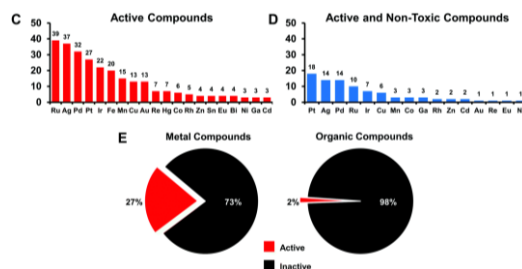 C Active Compounds
50
40
30
20
10
0
39 37 32 27 22 20 15 13 13 7 7 6 5 4 4 4 4 3 3 3
Ru Ag Pd Pt Ir Fe Mn Cu Au Re Hg Co Rh Zn Sn Eu Bi Ni Ga Cd
D Active and Non-Toxic Compounds
50
40
30
20
10
0
18 14 14 10 7 6 3 3 3 2 2 2 1 1 1 1
Pt Ag Pd Ru Ir Cu Mn Co Ga Rh Zn Cd Au Re Eu
E Metal Compounds
27% 73%
Organic Compounds
2% 98%
Active
Inactive